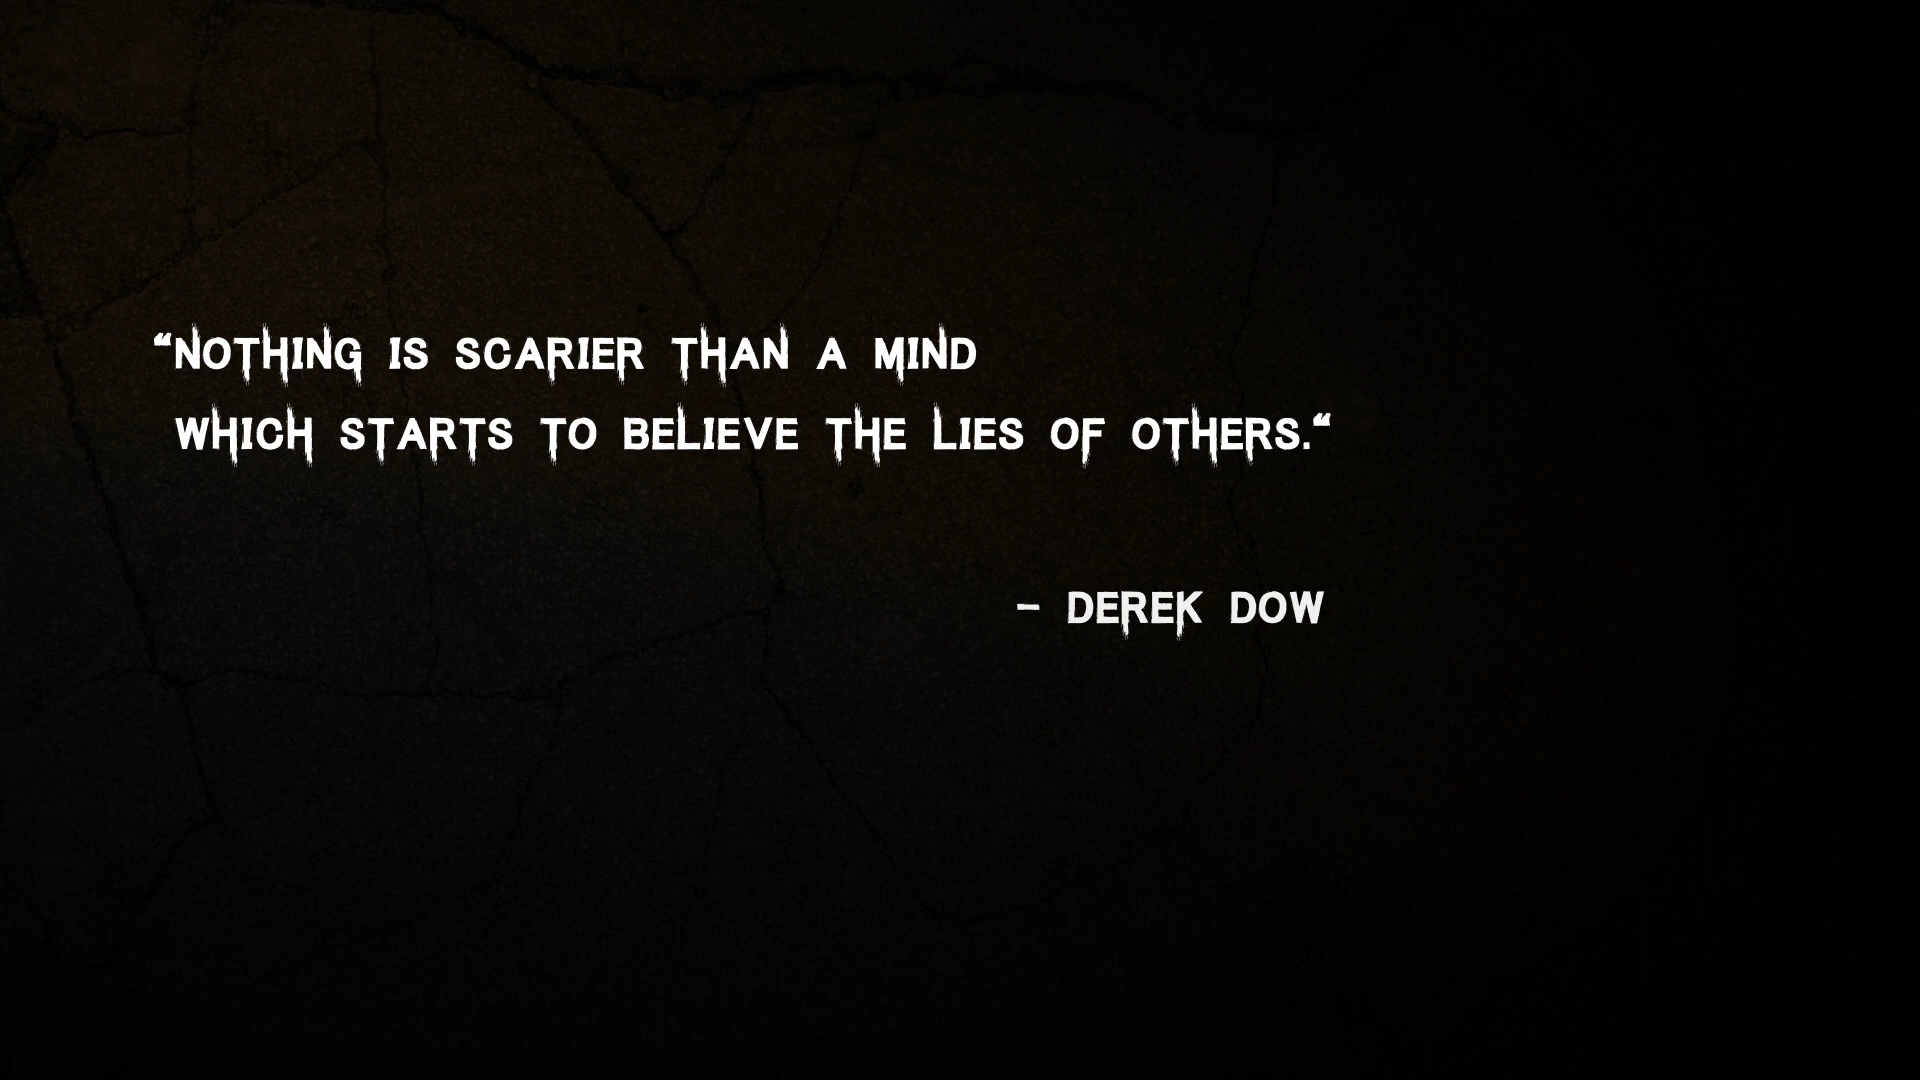 “NOTHING IS SCARIER THAN A MIND
WHICH STARTS TO BELIEVE THE LIES OF OTHERS.“
– DEREK DOW